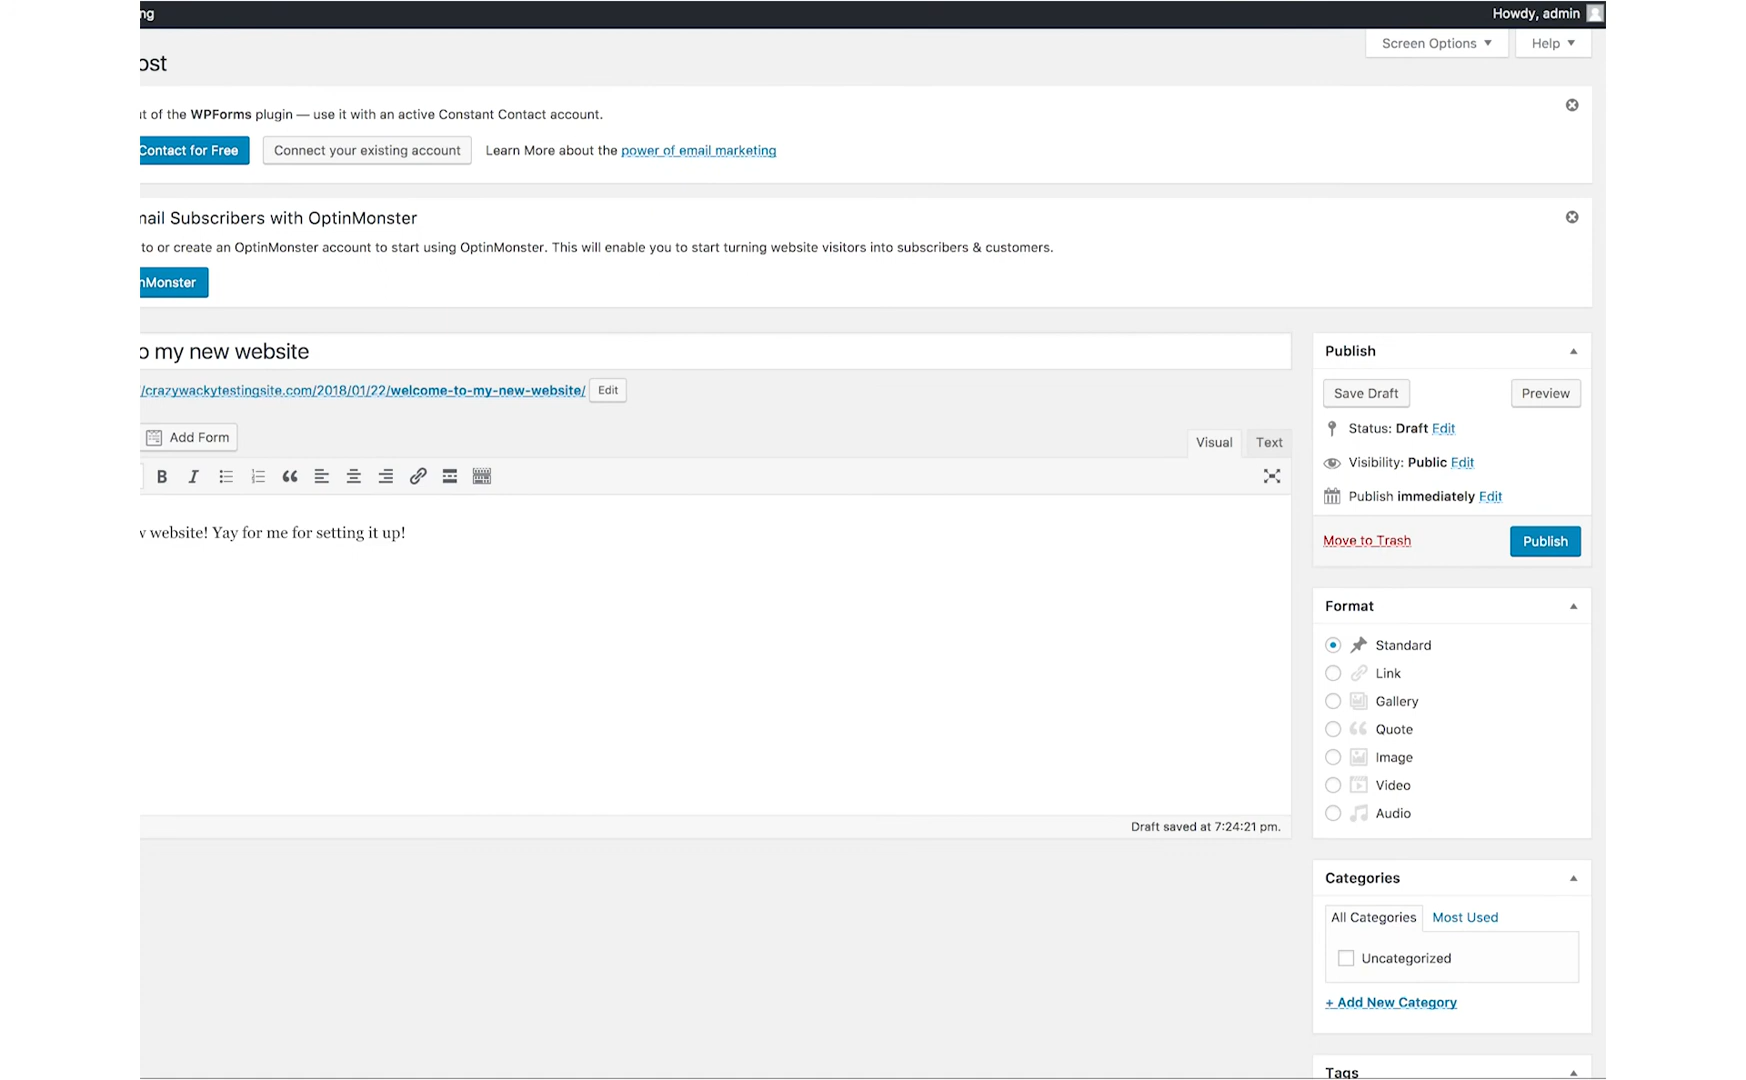 ng
Howdy, admin
Screen Options
Help
ost
ut of the WPForms plugin — use it with an active Constant Contact account.
Contact for Free
Connect your existing account
Learn More about the power of email marketing
mail Subscribers with OptinMonster
to or create an OptinMonster account to start using OptinMonster. This will enable you to start turning website visitors into subscribers & customers.
nMonster
o my new website
/crazywackytestingsite.com/2018/01/22/welcome-to-my-new-website/ Edit
Add Form
Visual
Text
w website! Yay for me for setting it up!
Draft saved at 7:24:21 pm.
Publish
Save Draft
Preview
Status: Draft Edit
Visibility: Public Edit
Publish immediately Edit
Move to Trash
Publish
Format
Standard
Link
Gallery
Quote
Image
Video
Audio
Categories
All Categories
Most Used
Uncategorized
+ Add New Category
Tags